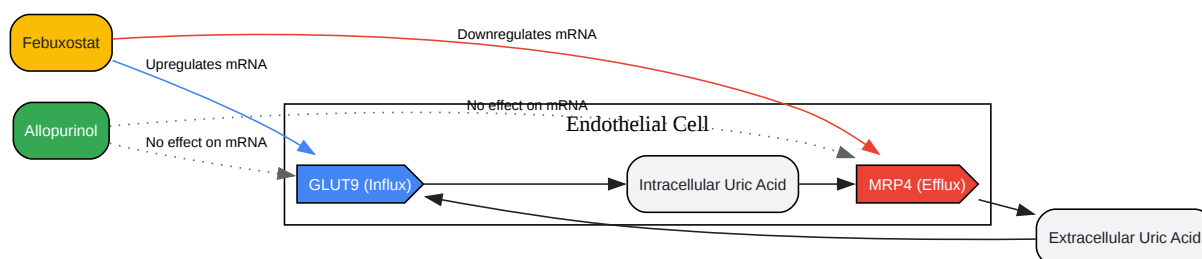 Febuxostat
Downregulates mRNA
Upregulates mRNA
Allopurinol
No effect on mRNA
No effect on mRNA
Endothelial Cell
GLUT9 (Influx)
Intracellular Uric Acid
MRP4 (Efflux)
Extracellular Uric Acid